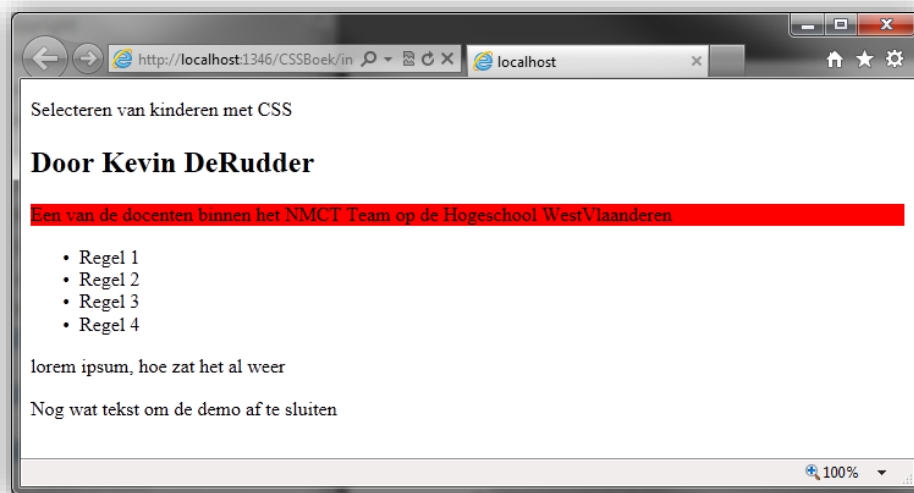 http://localhost:1346/CSSBoek/in
localhost
Selecteren van kinderen met CSS
Door Kevin DeRudder
Een van de docenten binnen het NMCT Team op de Hogeschool WestVlaanderen
• Regel 1
• Regel 2
• Regel 3
• Regel 4
lorem ipsum, hoe zat het al weer
Nog wat tekst om de demo af te sluiten
100%